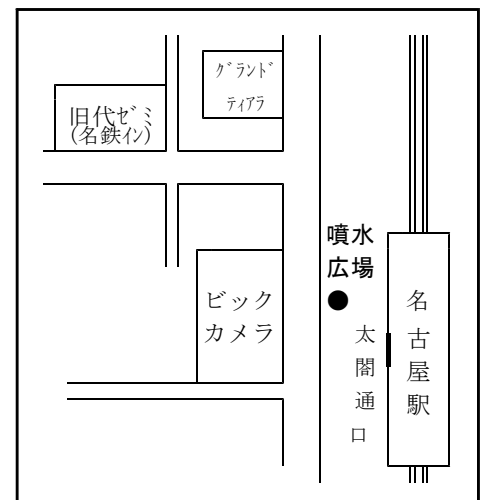 グランド
ティアラ
旧代ゼミ
(名鉄イン)
噴水
広場
ビック
カメラ
太閤通口
名古屋駅